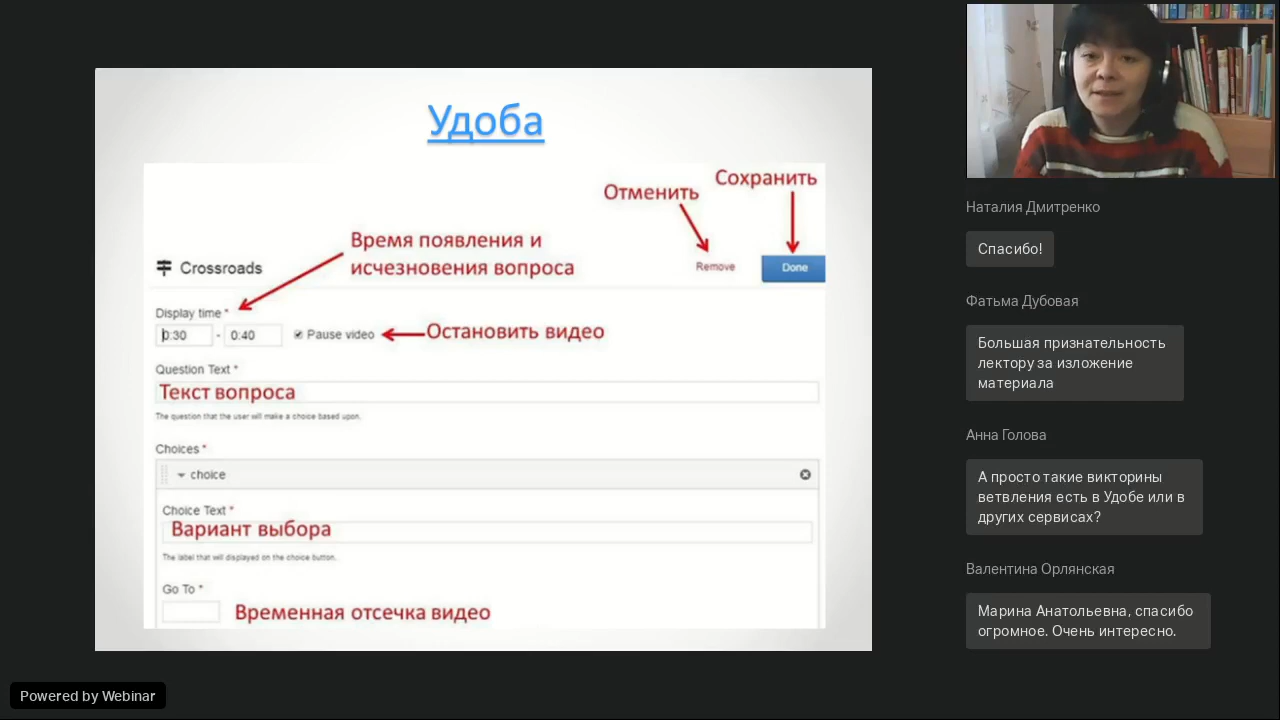 Удоба
Сохранить
Отменить
Время появления и
исчезновения вопроса
Crossroads
Remove
Done
Display time *
0:30 - 0:40
Pause video
Остановить видео
Question Text *
Текст вопроса
The question that the user will make a choice based upon.
Choices *
choice
Choice Text *
Вариант выбора
The label that will displayed on the choice button.
Go To *
Временная отсечка видео
Powered by Webinar
Наталия Дмитренко
Спасибо!
Фатьма Дубовая
Большая признательность
лектору за изложение
материала
Анна Голова
А просто такие викторины
ветвления есть в Удобе или в
других сервисах?
Валентина Орлянская
Марина Анатольевна, спасибо
огромное. Очень интересно.